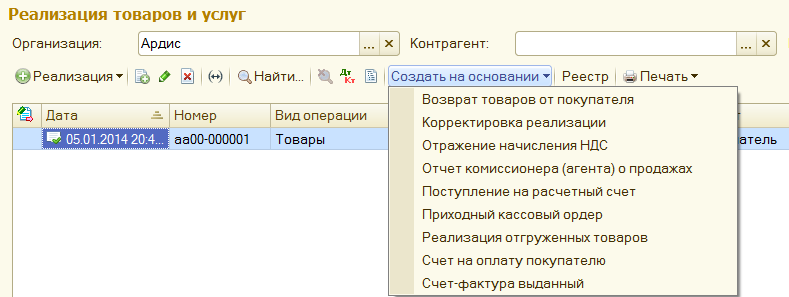 Реализация товаров и услуг
Организация: Ардис ... × Контрагент: ... ×
Реализация Найти... Дт Кт Создать на основании Реестр Печать
Дата Номер Вид операции
05.01.2014 20:4... аа00-000001 Товары атель
Возврат товаров от покупателя
Корректировка реализации
Отражение начисления НДС
Отчет комиссионера (агента) о продажах
Поступление на расчетный счет
Приходный кассовый ордер
Реализация отгруженных товаров
Счет на оплату покупателю
Счет-фактура выданный